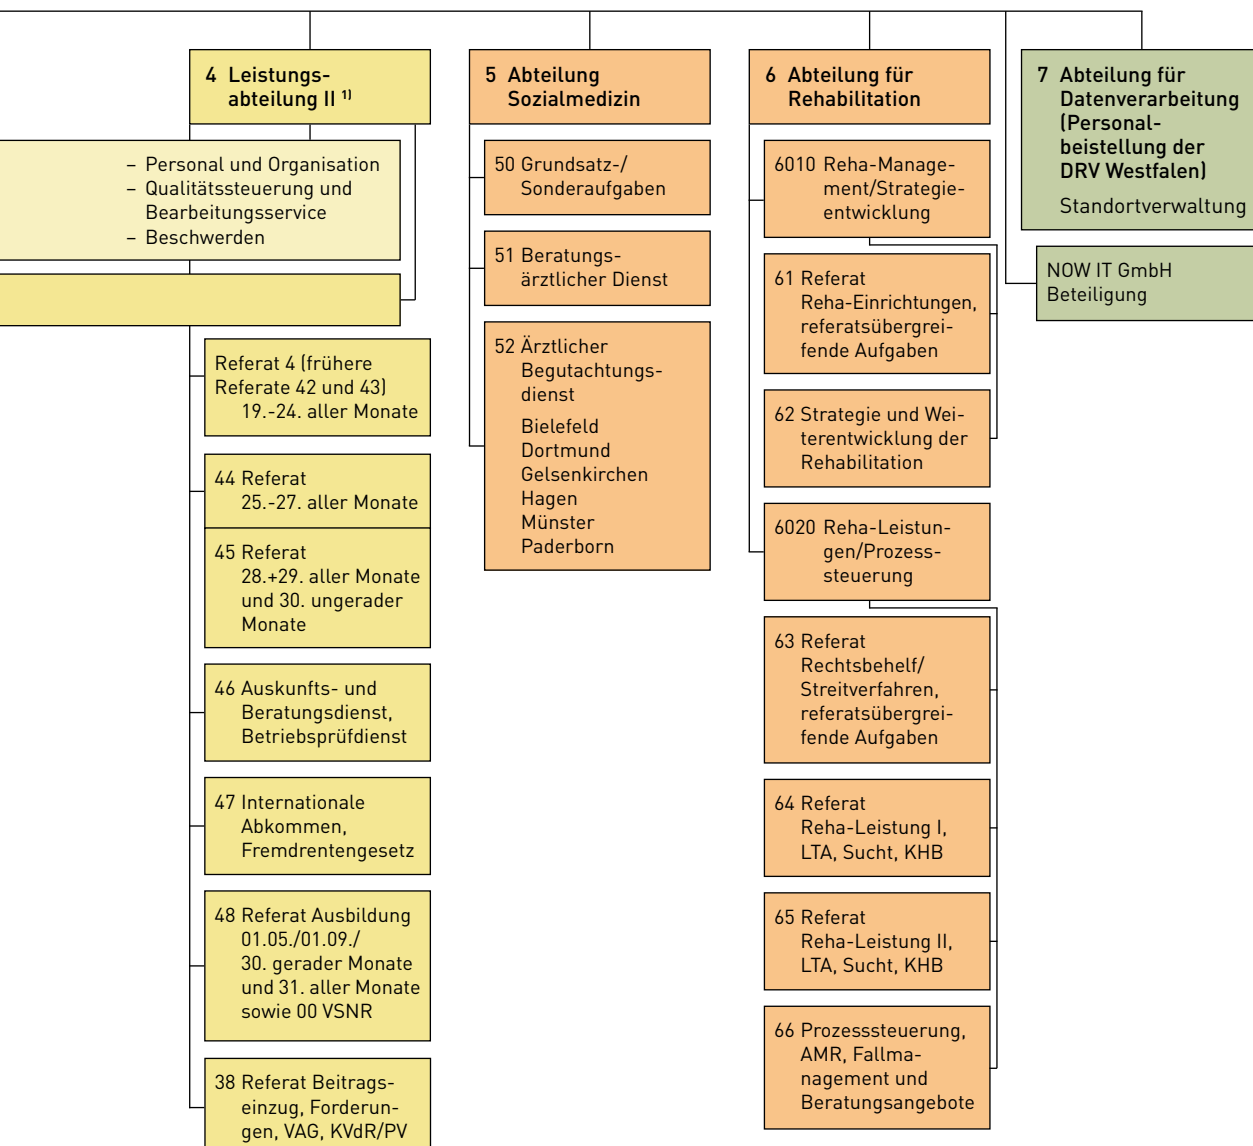 4 Leistungs-
abteilung II 1)
– Personal und Organisation
– Qualitätssteuerung und
Bearbeitungsservice
– Beschwerden
Referat 4 (frühere
Referate 42 und 43)
19.-24. aller Monate
44 Referat
25.-27. aller Monate
45 Referat
28.+29. aller Monate
und 30. ungerader
Monate
46 Auskunfts- und
Beratungsdienst,
Betriebsprüfdienst
47 Internationale
Abkommen,
Fremdrentengesetz
48 Referat Ausbildung
01.05./01.09./
30. gerader Monate
und 31. aller Monate
sowie 00 VSNR
38 Referat Beitrags-
einzug, Forderun-
gen, VAG, KVdR/PV
5 Abteilung
Sozialmedizin
50 Grundsatz-/
Sonderaufgaben
51 Beratungs-
ärztlicher Dienst
52 Ärztlicher
Begutachtungs-
dienst
Bielefeld
Dortmund
Gelsenkirchen
Hagen
Münster
Paderborn
6 Abteilung für
Rehabilitation
6010 Reha-Manage-
ment/Strategie-
entwicklung
61 Referat
Reha-Einrichtungen,
referatsübergrei-
fende Aufgaben
62 Strategie und Wei-
terentwicklung der
Rehabilitation
6020 Reha-Leistun-
gen/Prozess-
steuerung
63 Referat
Rechtsbehelf/
Streitverfahren,
referatsübergrei-
fende Aufgaben
64 Referat
Reha-Leistung I,
LTA, Sucht, KHB
65 Referat
Reha-Leistung II,
LTA, Sucht, KHB
66 Prozesssteuerung,
AMR, Fallma-
nagement und
Beratungsangebote
7 Abteilung für
Datenverarbeitung
(Personal-
beistellung der
DRV Westfalen)
Standortverwaltung
NOW IT GmbH
Beteiligung